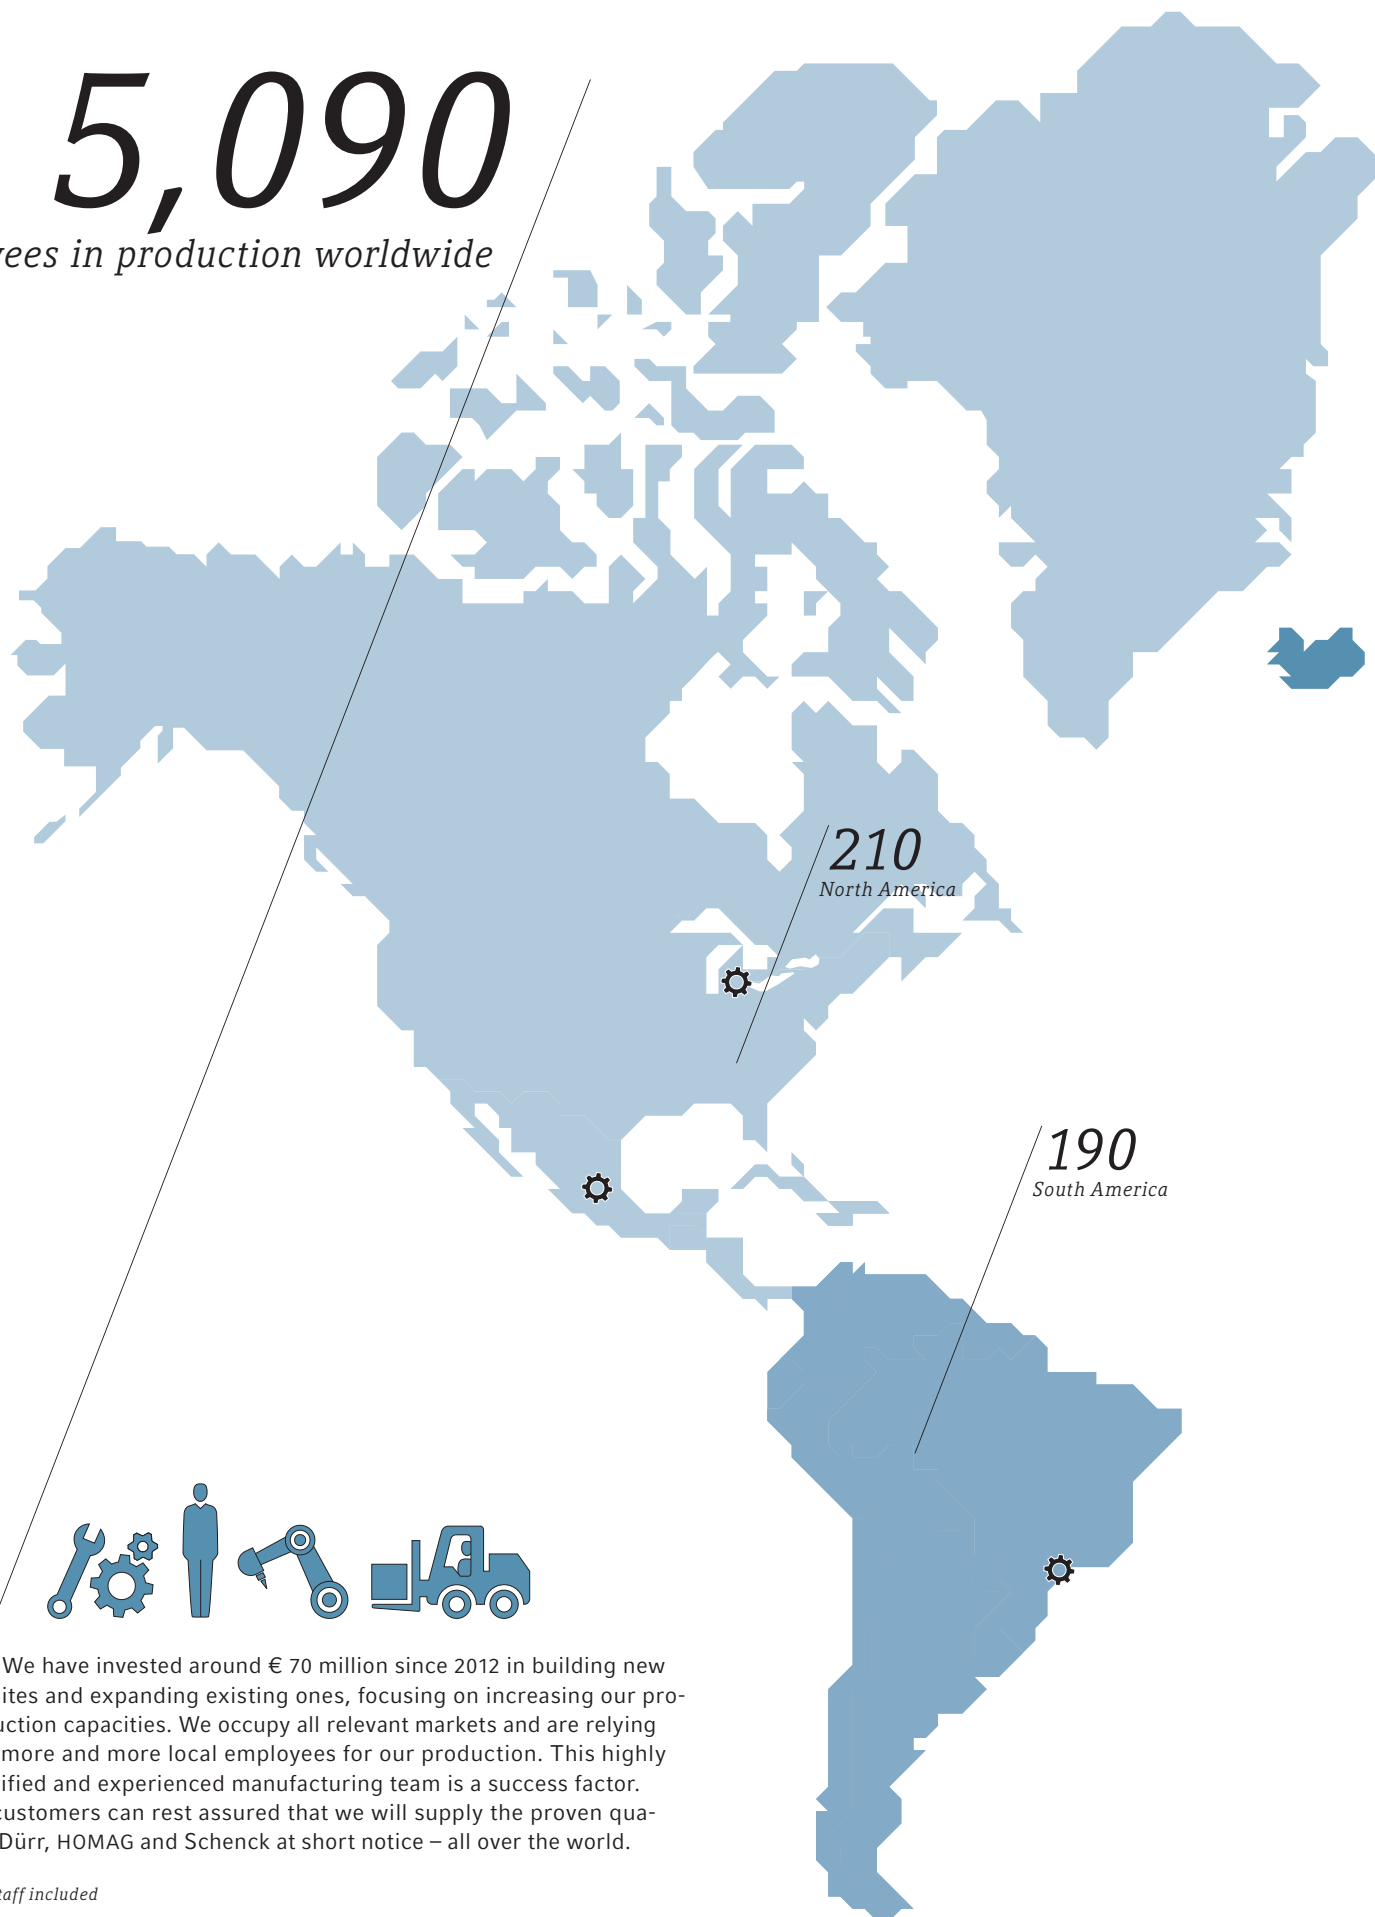 5,090
ees in production worldwide
210
North America
190
South America
We have invested around € 70 million since 2012 in building new
ites and expanding existing ones, focusing on increasing our pro-
uction capacities. We occupy all relevant markets and are relying
more and more local employees for our production. This highly
ified and experienced manufacturing team is a success factor.
customers can rest assured that we will supply the proven qua-
Dürr, HOMAG and Schenck at short notice – all over the world.
taff included